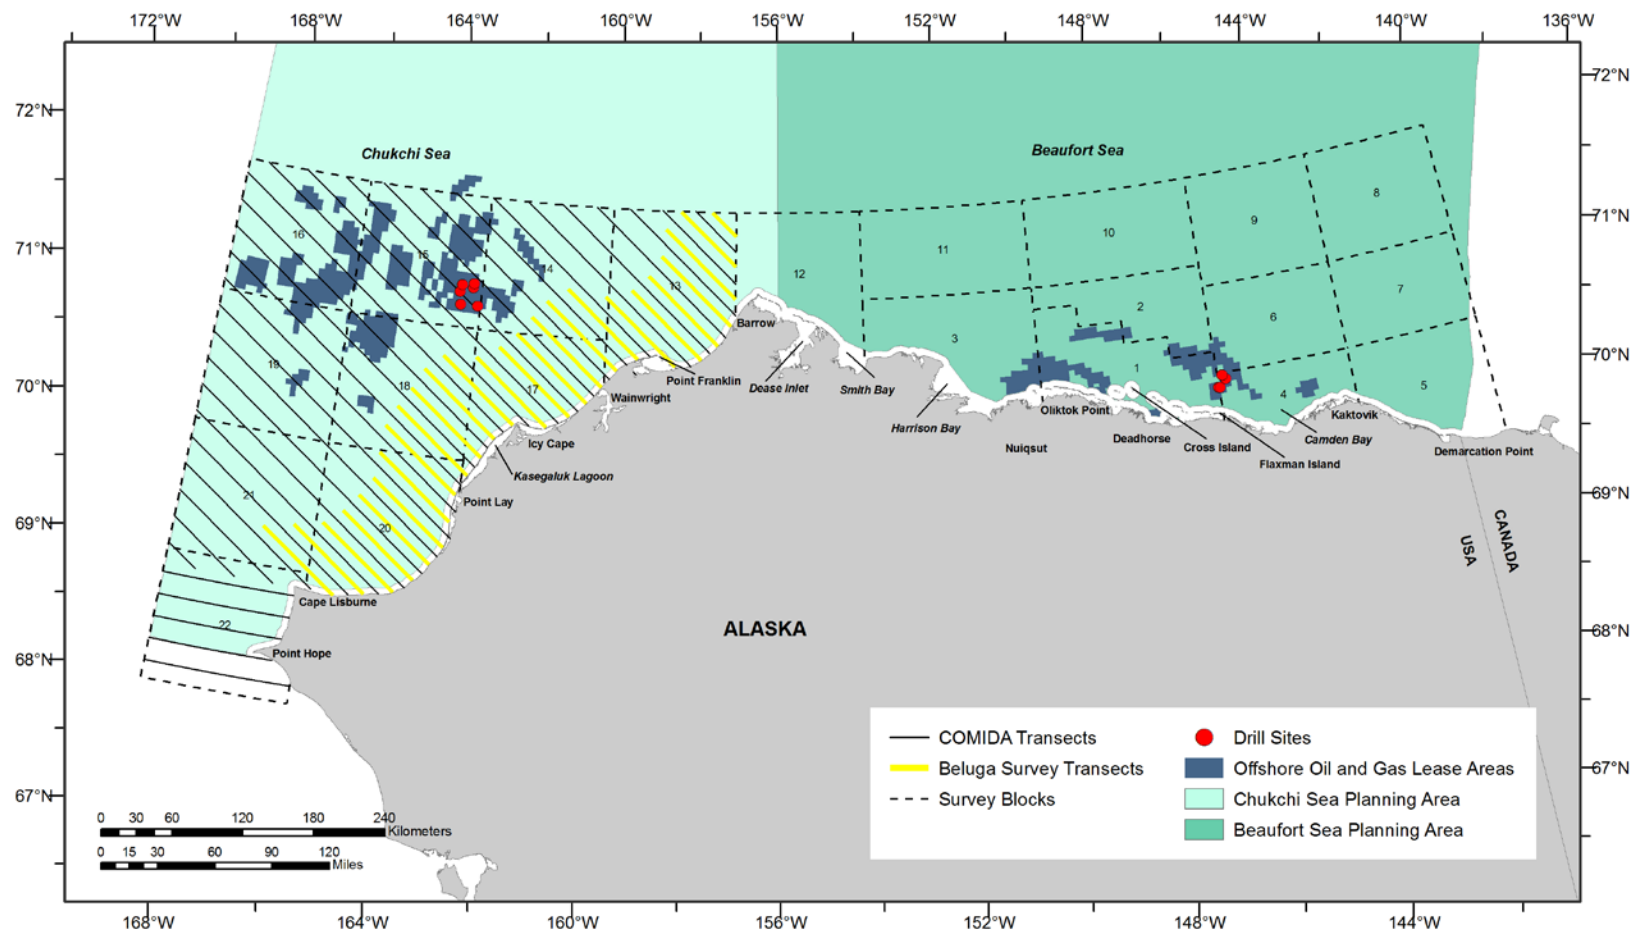 172°W 168°W 164°W 160°W 156°W 152°W 148°W 144°W 140°W 136°W
72°N 72°N
Chukchi Sea Beaufort Sea
8
71°N 71°N
16 9
10
15 11
14 12
13 7
2
6
Barrow 3
70°N 70°N
19 Point Franklin 1
18 17 Dease Inlet Smith Bay 4 5
Wainwright Oliktok Point Kaktovik
Harrison Bay
Icy Cape Deadhorse Cross Island Camden Bay
Nuiqsut Demarcation Point
Kasegaluk Lagoon Flaxman Island
69°N 69°N
21 Point Lay
20
USA CANADA
Cape Lisburne
22
68°N 68°N
Point Hope ALASKA
COMIDA Transects Drill Sites
Beluga Survey Transects Offshore Oil and Gas Lease Areas
Survey Blocks Chukchi Sea Planning Area
Beaufort Sea Planning Area
67°N 67°N
0 30 60 120 180 240
Kilometers
0 15 30 60 90 120
Miles
168°W 164°W 160°W 156°W 152°W 148°W 144°W